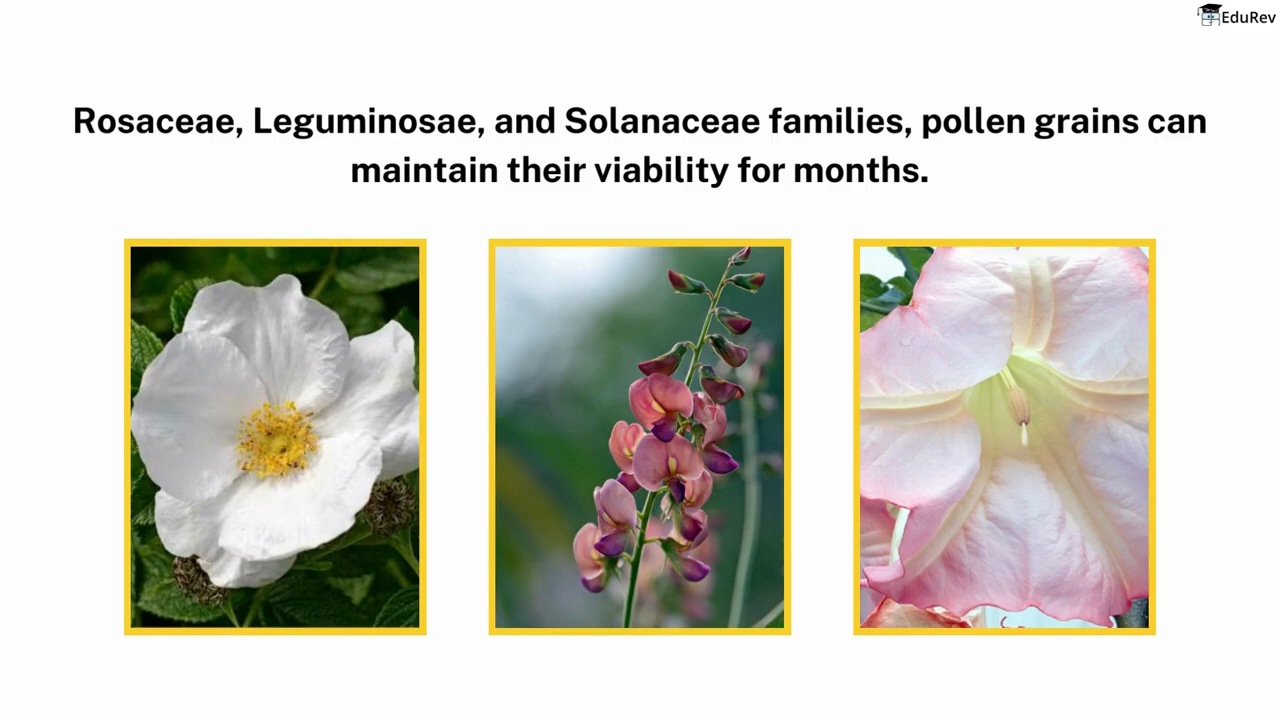 EduRev
Rosaceae, Leguminosae, and Solanaceae families, pollen grains can
maintain their viability for months.